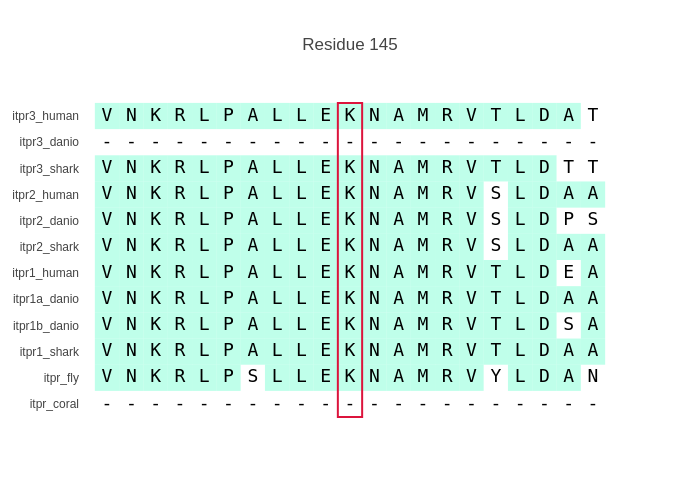 Residue 145
itpr3_human V N K R L P A L L E K N A M R V T L D A T
itpr3_danio - - - - - - - - - - - - - - - - - - - - -
itpr3_shark V N K R L P A L L E K N A M R V T L D T T
itpr2_human V N K R L P A L L E K N A M R V S L D A A
itpr2_danio V N K R L P A L L E K N A M R V S L D P S
itpr2_shark V N K R L P A L L E K N A M R V S L D A A
itpr1_human V N K R L P A L L E K N A M R V T L D E A
itpr1a_danio V N K R L P A L L E K N A M R V T L D A A
itpr1b_danio V N K R L P A L L E K N A M R V T L D S A
itpr1_shark V N K R L P A L L E K N A M R V T L D A A
itpr_fly V N K R L P S L L E K N A M R V Y L D A N
itpr_coral - - - - - - - - - - - - - - - - - - - - -